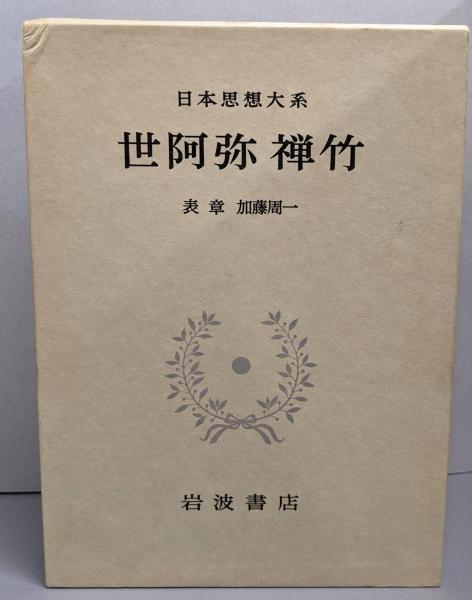 日本思想大系
世阿弥 禅竹
表 章 加藤周一
岩波書店